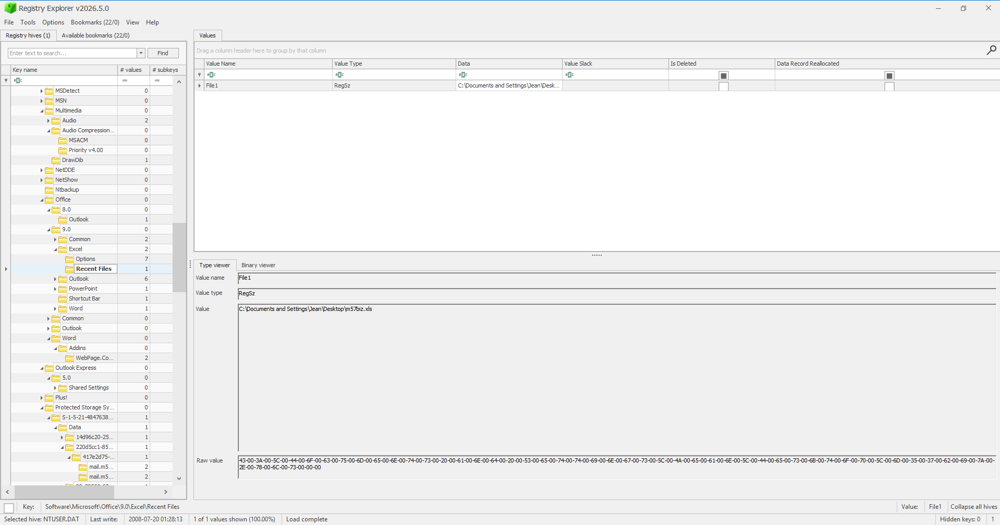 Registry Explorer v2026.5.0
File Tools Options Bookmarks (22/0) View Help
Registry hives (1) Available bookmarks (22/0)
Enter text to search... Find
Key name # values # subkeys
MSDetect 0
MSN 0
Multimedia 0
Audio 2
Audio Compression... 0
MSACM 0
Priority v4.00 0
DrawDib 1
NetDDE 0
NetShow 0
Ntbackup 0
Office 0
8.0 0
Outlook 1
9.0 0
Common 2
Excel 2
Options 7
Recent Files 1
Outlook 6
PowerPoint 1
Shortcut Bar 1
Word 1
Common 0
Outlook 0
Word 0
Addins 0
WebPage.Co... 2
Outlook Express 0
5.0 0
Shared Settings 0
Plus! 0
Protected Storage Sy... 0
S-1-5-21-4847638... 1
Data 1
14d96c20-25... 1
220d5cc1-85... 1
417e2d75-... 1
mail.m5... 2
mail.m5... 2
Values
Drag a column header here to group by that column
Value Name Value Type Data Value Slack Is Deleted Data Record Reallocated
File1 RegSz C:\Documents and Settings\Jean\Desk...
Type viewer Binary viewer
Value name File1
Value type RegSz
Value C:\Documents and Settings\Jean\Desktop\m57biz.xls
Raw value 43-00-3A-00-5C-00-44-00-6F-00-63-00-75-00-6D-00-65-00-6E-00-74-00-73-00-20-00-61-00-6E-00-64-00-20-00-53-00-65-00-74-00-74-00-69-00-6E-00-67-00-73-00-5C-00-4A-00-65-00-61-00-6E-00-5C-00-44-00-65-00-73-00-6B-00-74-00-6F-00-70-00-5C-00-6D-00-35-00-37-00-62-00-69-00-7A-00-
2E-00-78-00-6C-00-73-00-00-00
Key: Software\Microsoft\Office\9.0\Excel\Recent Files Value: File1 Collapse all hives
Selected hive: NTUSER.DAT Last write: 2008-07-20 01:28:13 1 of 1 values shown (100.00%) Load complete Hidden keys: 0 1